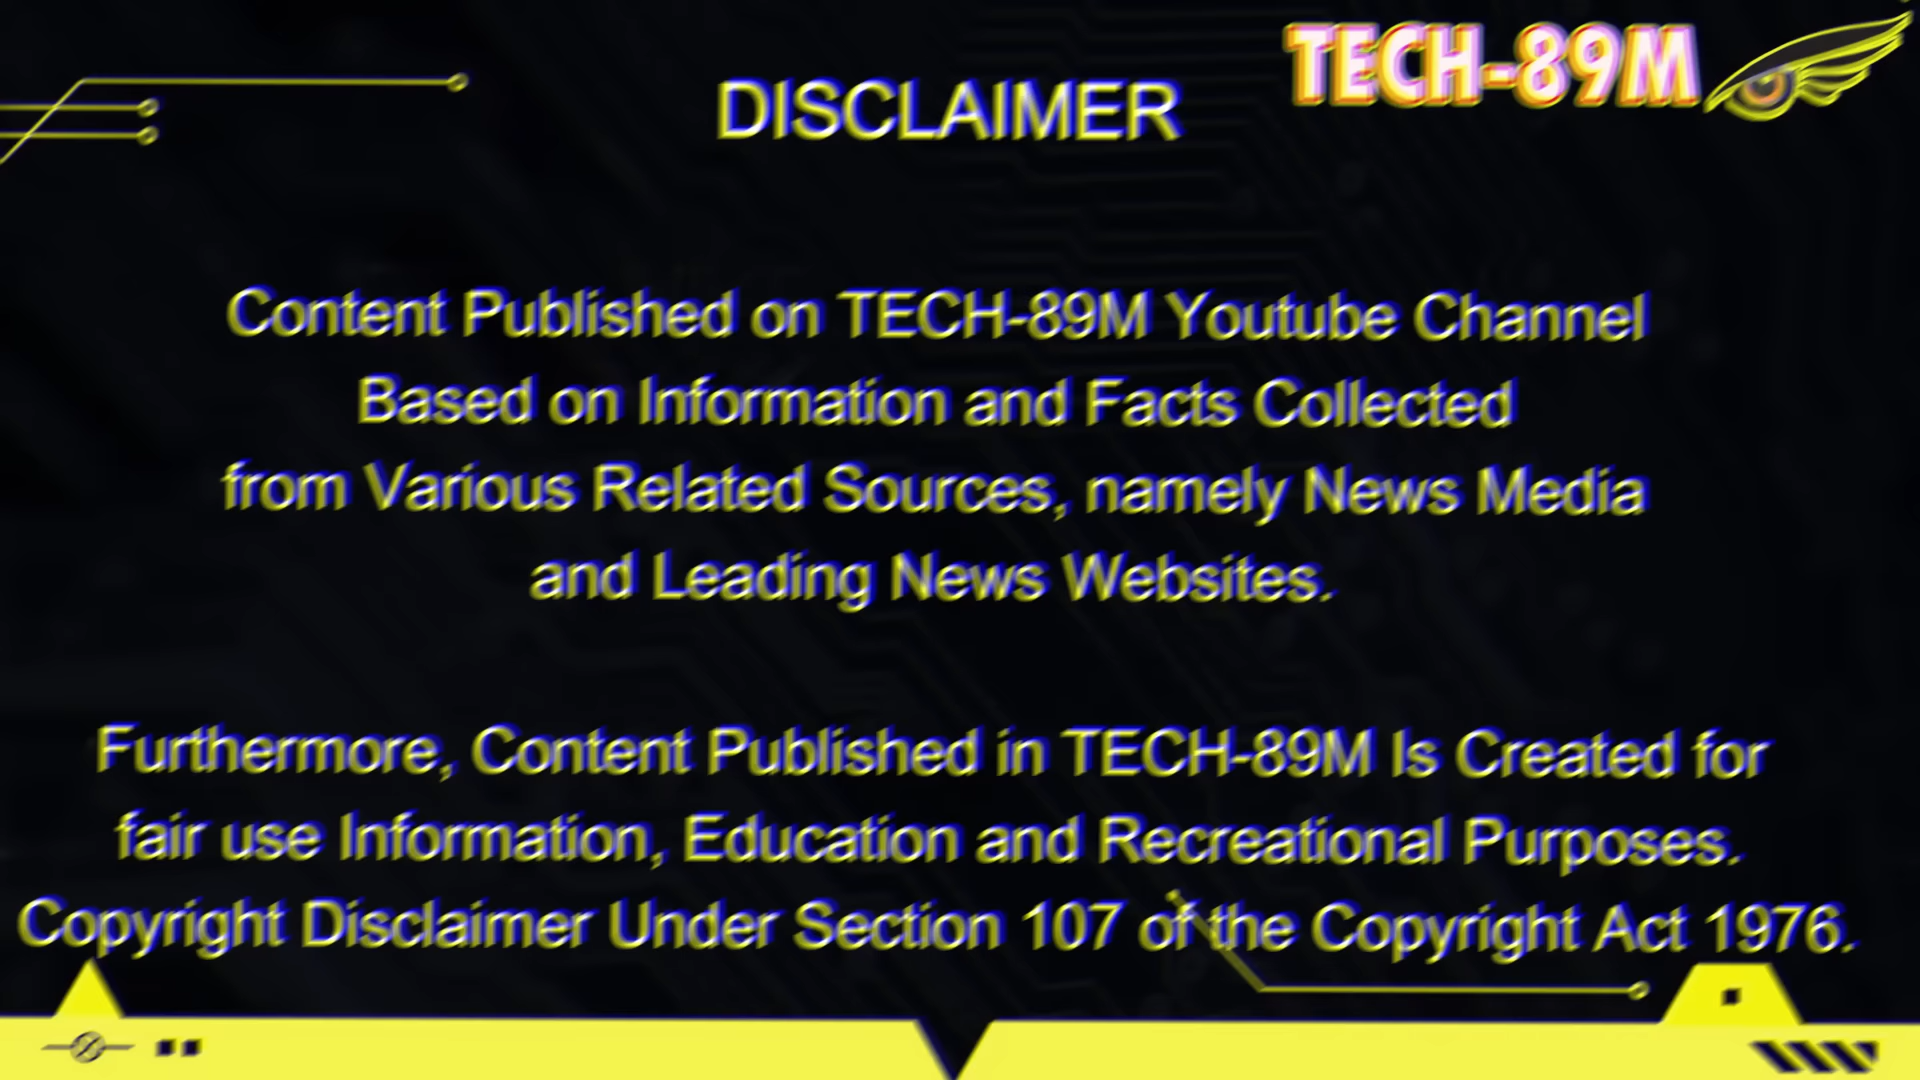 TECH-89M
DISCLAIMER
Content Published on TECH-89M Youtube Channel
Based on Information and Facts Collected
from Various Related Sources, namely News Media
and Leading News Websites.
Furthermore, Content Published in TECH-89M Is Created for
fair use Information, Education and Recreational Purposes.
Copyright Disclaimer Under Section 107 of the Copyright Act 1976.